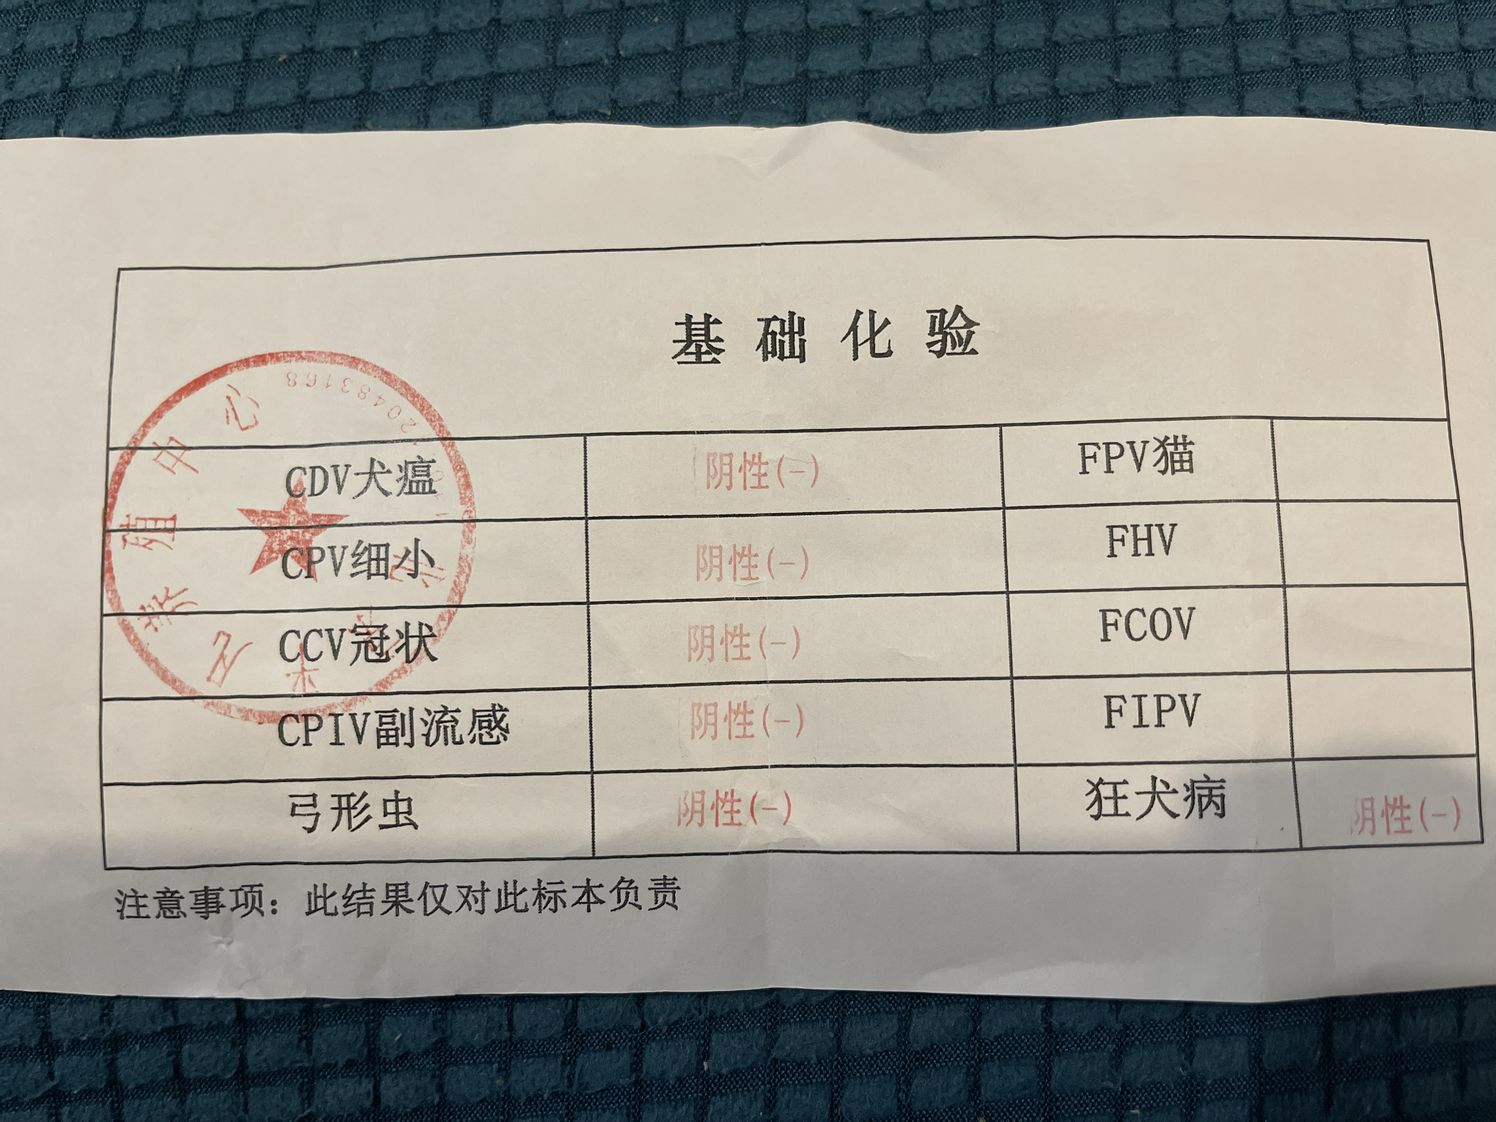 基础化验
CDV犬瘟 阴性(-) FPV猫
CPV细小 阴性(-) FHV
CCV冠状 阴性(-) FCOV
CPIV副流感 阴性(-) FIPV
弓形虫 阴性(-) 狂犬病 阴性(-)
注意事项：此结果仅对此标本负责
养殖中心
20483168